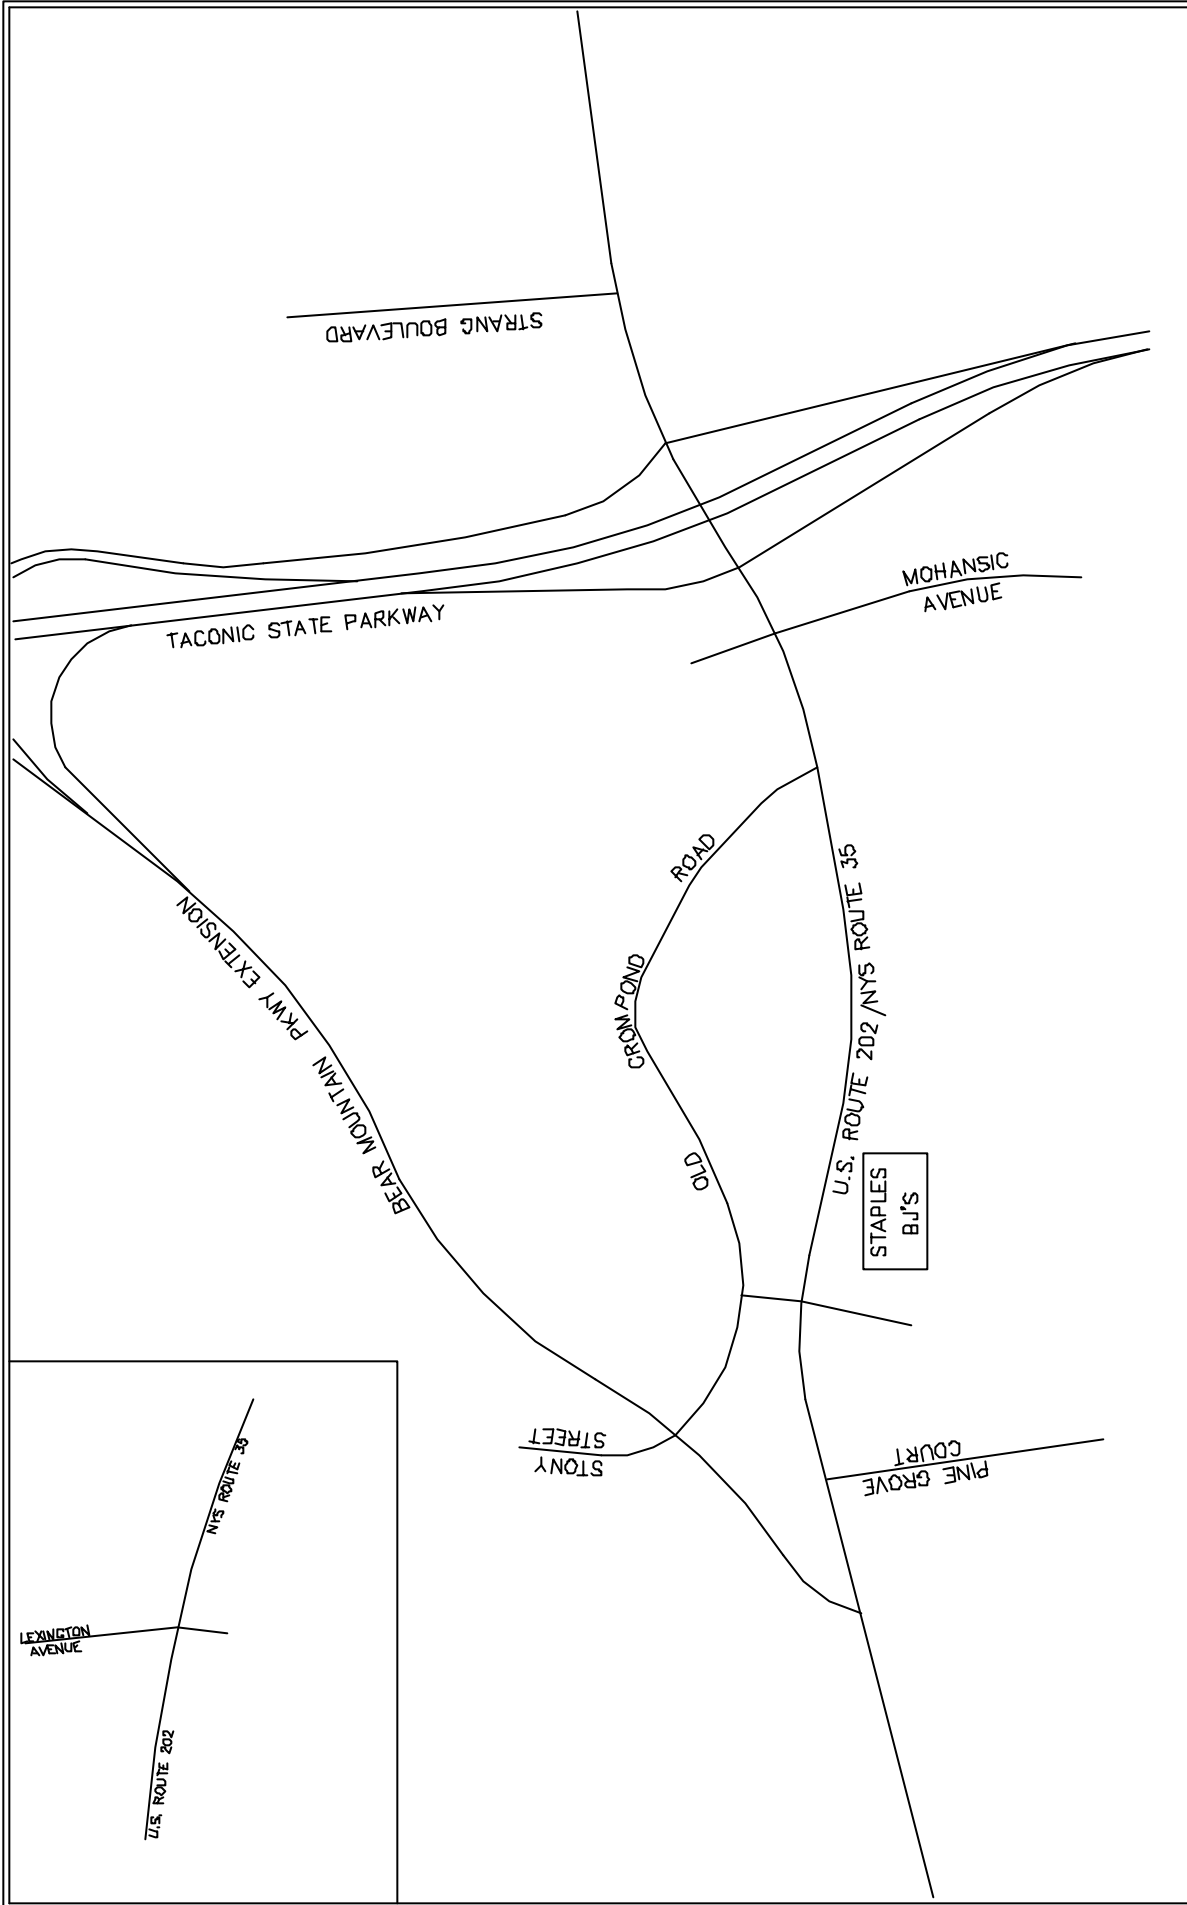 STRANG BOULEVARD
TACONIC STATE PARKWAY
MOHANSIC
AVENUE
BEAR MOUNTAIN PKWY EXTENSION
OLD CROMPOND ROAD
U.S. ROUTE 202 /NYS ROUTE 35
STAPLES
BJ'S
STONY
STREET
PINE GROVE
COURT
LEXINGTON
AVENUE
U.S. ROUTE 202
NYS ROUTE 35